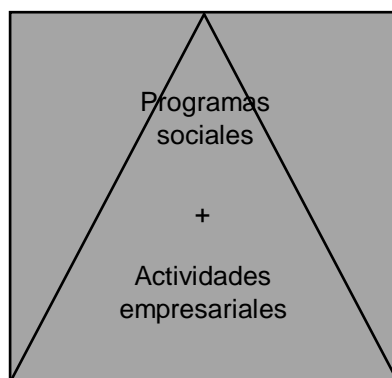 Programas
sociales
+
Actividades
empresariales